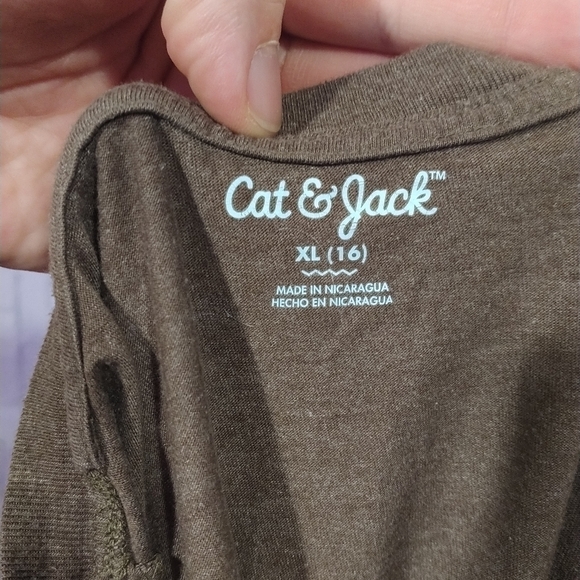 Cat & Jack™
XL (16)
MADE IN NICARAGUA
HECHO EN NICARAGUA